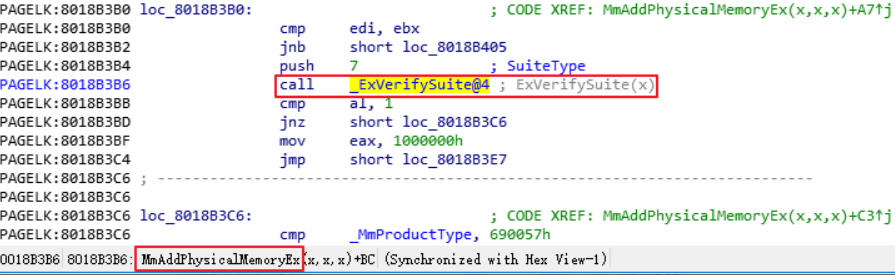 PAGELK:8018B3B0 loc_8018B3B0: ; CODE XREF: MmAddPhysicalMemoryEx(x,x,x)+A7↑j
PAGELK:8018B3B0 cmp edi, ebx
PAGELK:8018B3B2 jnb short loc_8018B405
PAGELK:8018B3B4 push 7 ; SuiteType
PAGELK:8018B3B6 call _ExVerifySuite@4 ; ExVerifySuite(x)
PAGELK:8018B3BB cmp al, 1
PAGELK:8018B3BD jnz short loc_8018B3C6
PAGELK:8018B3BF mov eax, 1000000h
PAGELK:8018B3C4 jmp short loc_8018B3E7
PAGELK:8018B3C6 ; ---------------------------------------------------------------------------
PAGELK:8018B3C6
PAGELK:8018B3C6 loc_8018B3C6: ; CODE XREF: MmAddPhysicalMemoryEx(x,x,x)+C3↑j
PAGELK:8018B3C6 cmp _MmProductType, 690057h
0018B3B6 8018B3B6: MmAddPhysicalMemoryEx(x,x,x)+BC (Synchronized with Hex View-1)